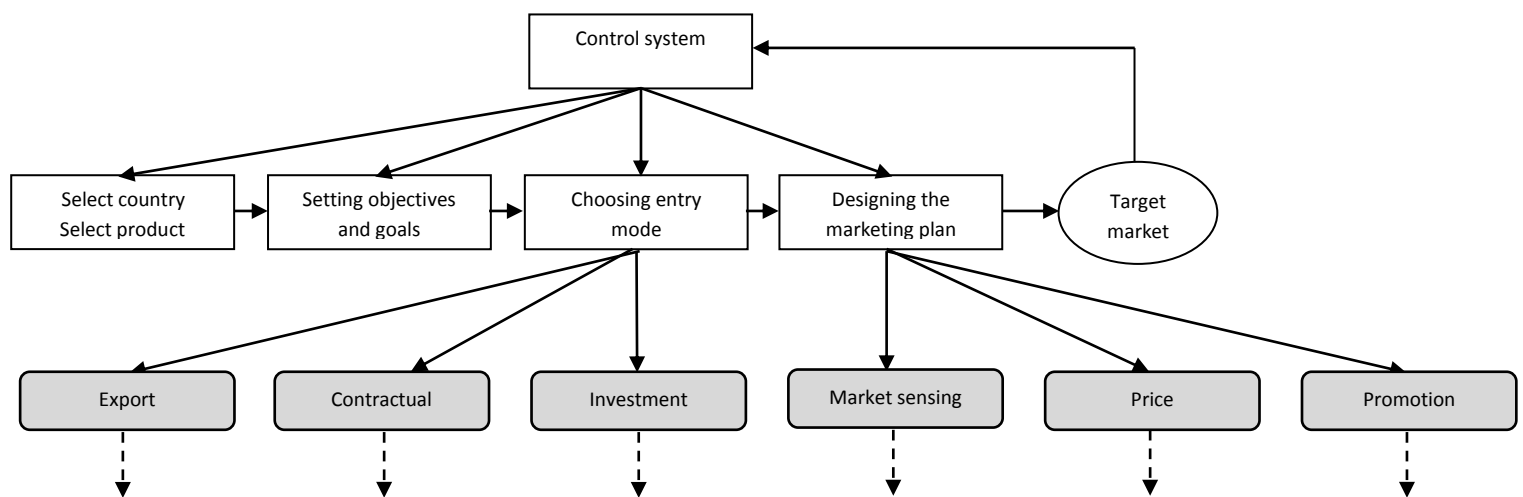 Control system
Select country
Select product
Setting objectives
and goals
Choosing entry
mode
Designing the
marketing plan
Target
market
Export
Contractual
Investment
Market sensing
Price
Promotion